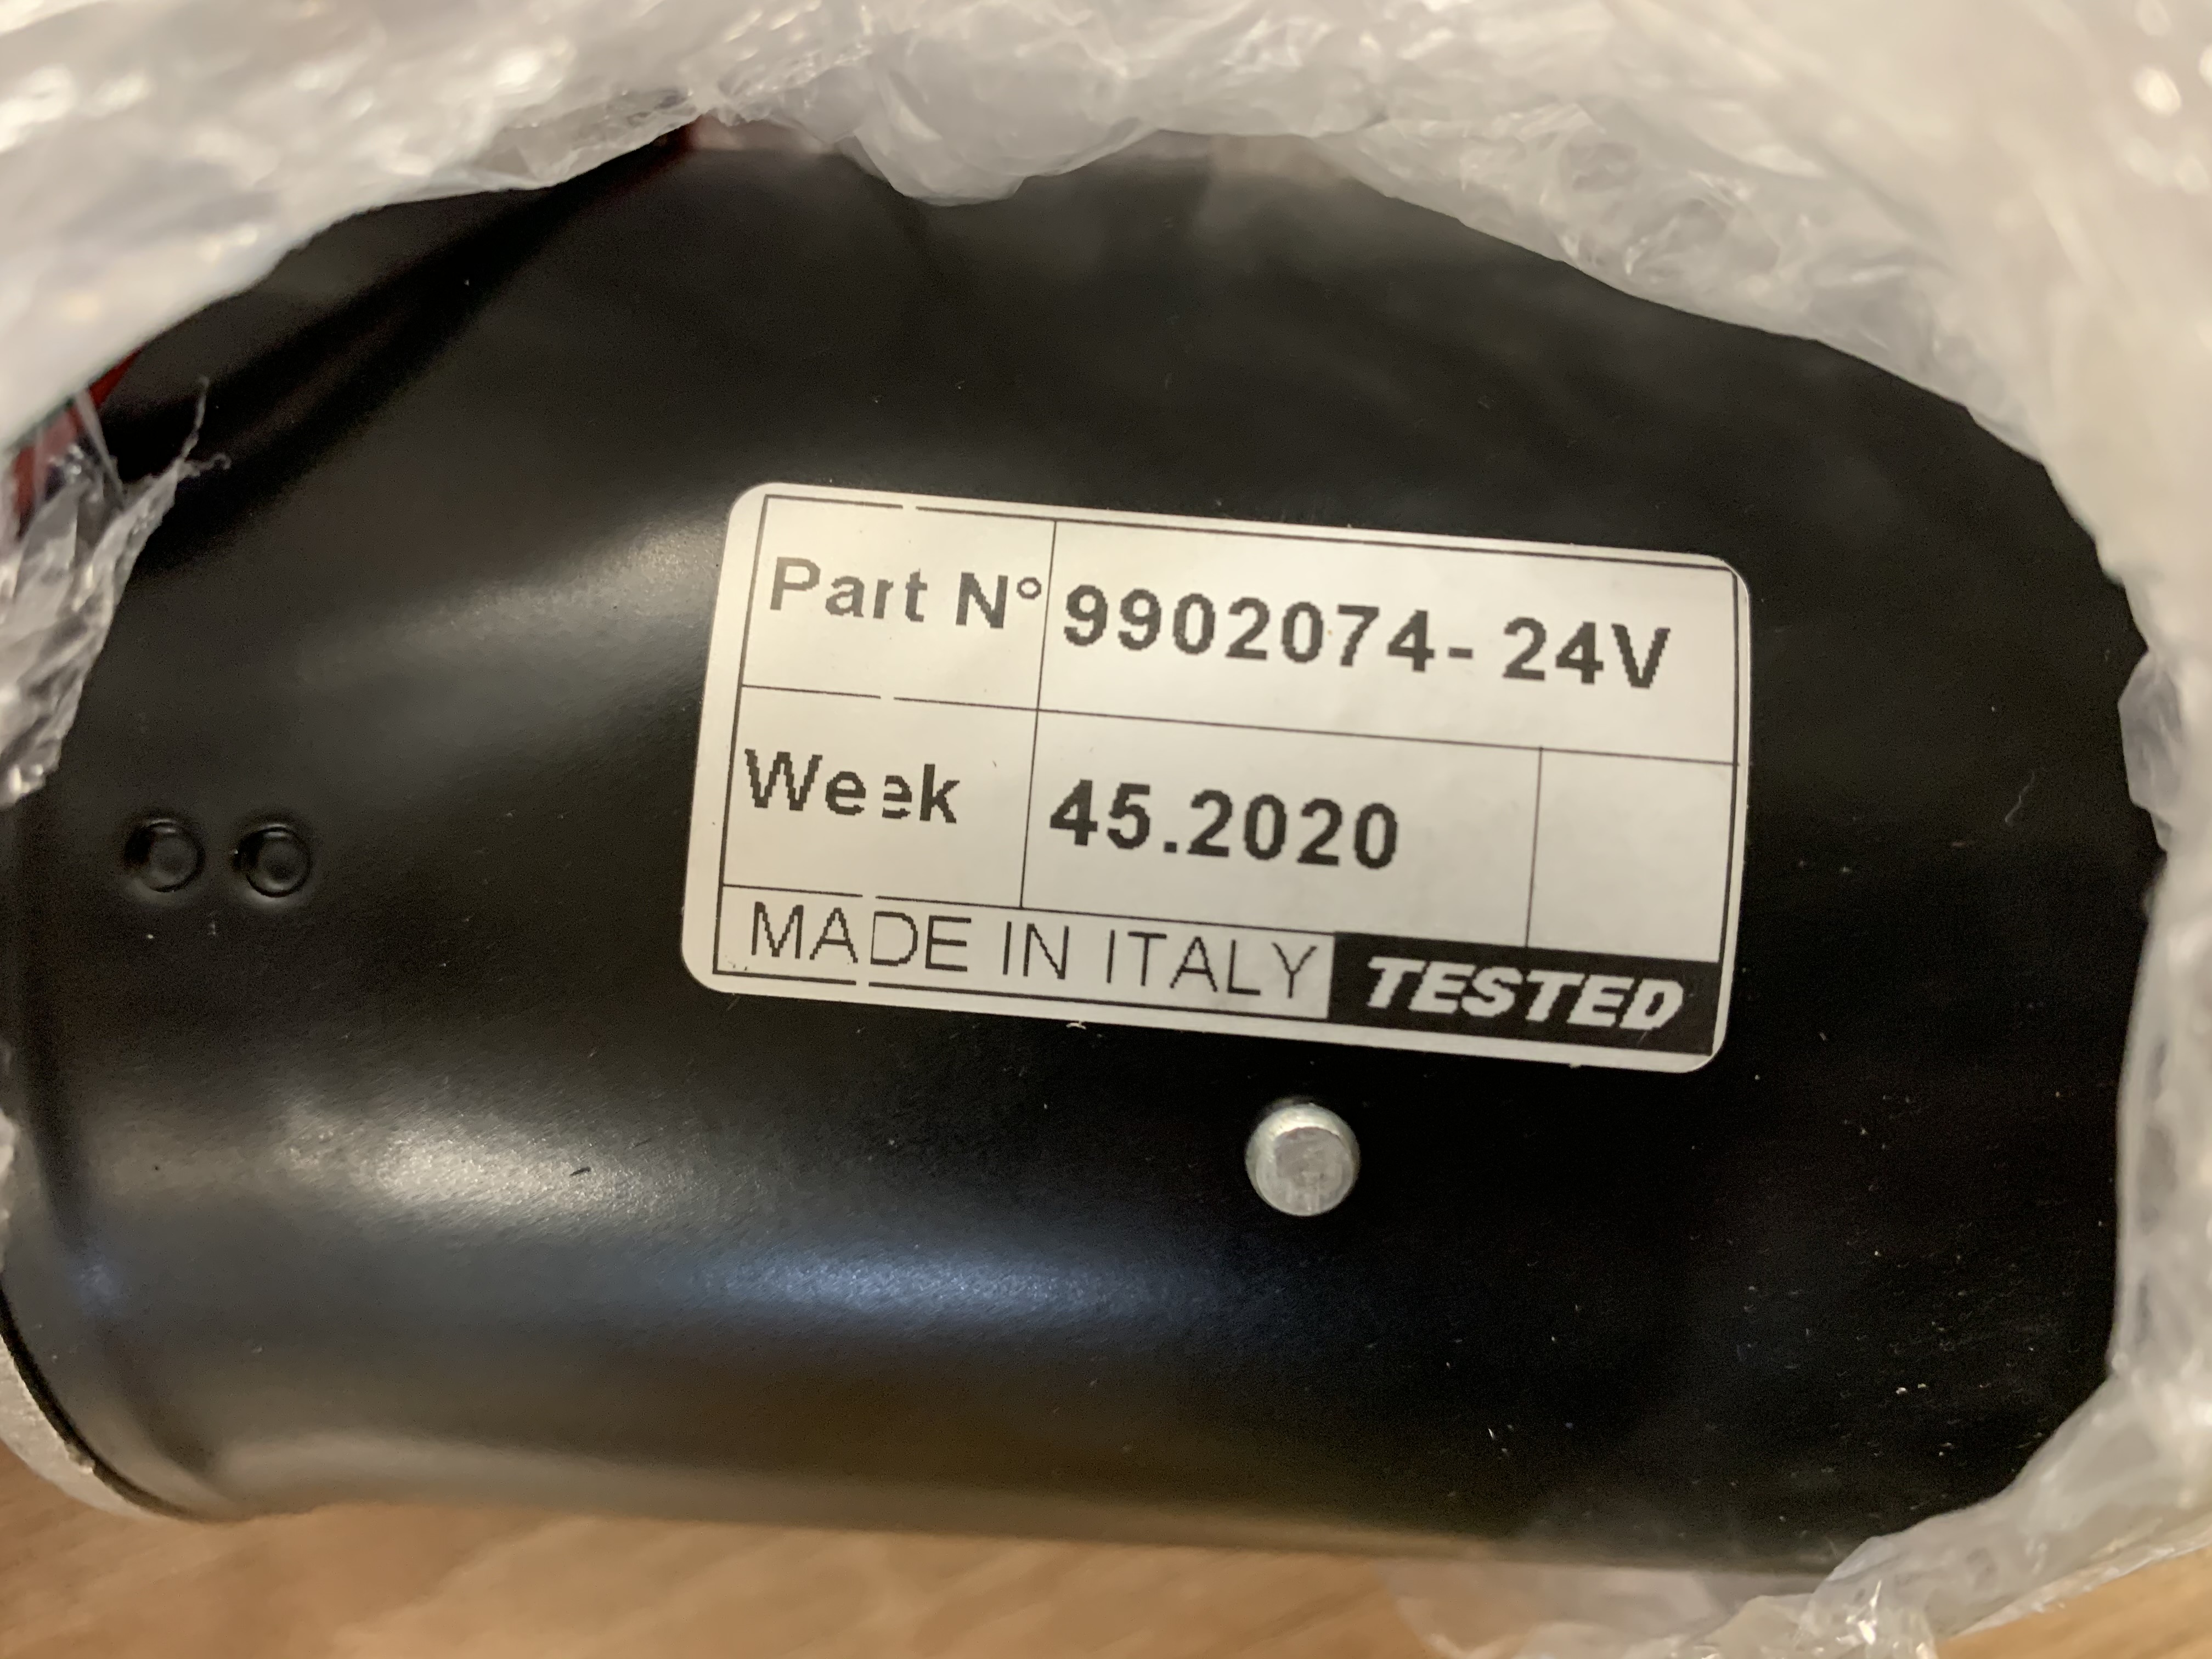 Part N° 9902074- 24V
Week 45.2020
MADE IN ITALY TESTED